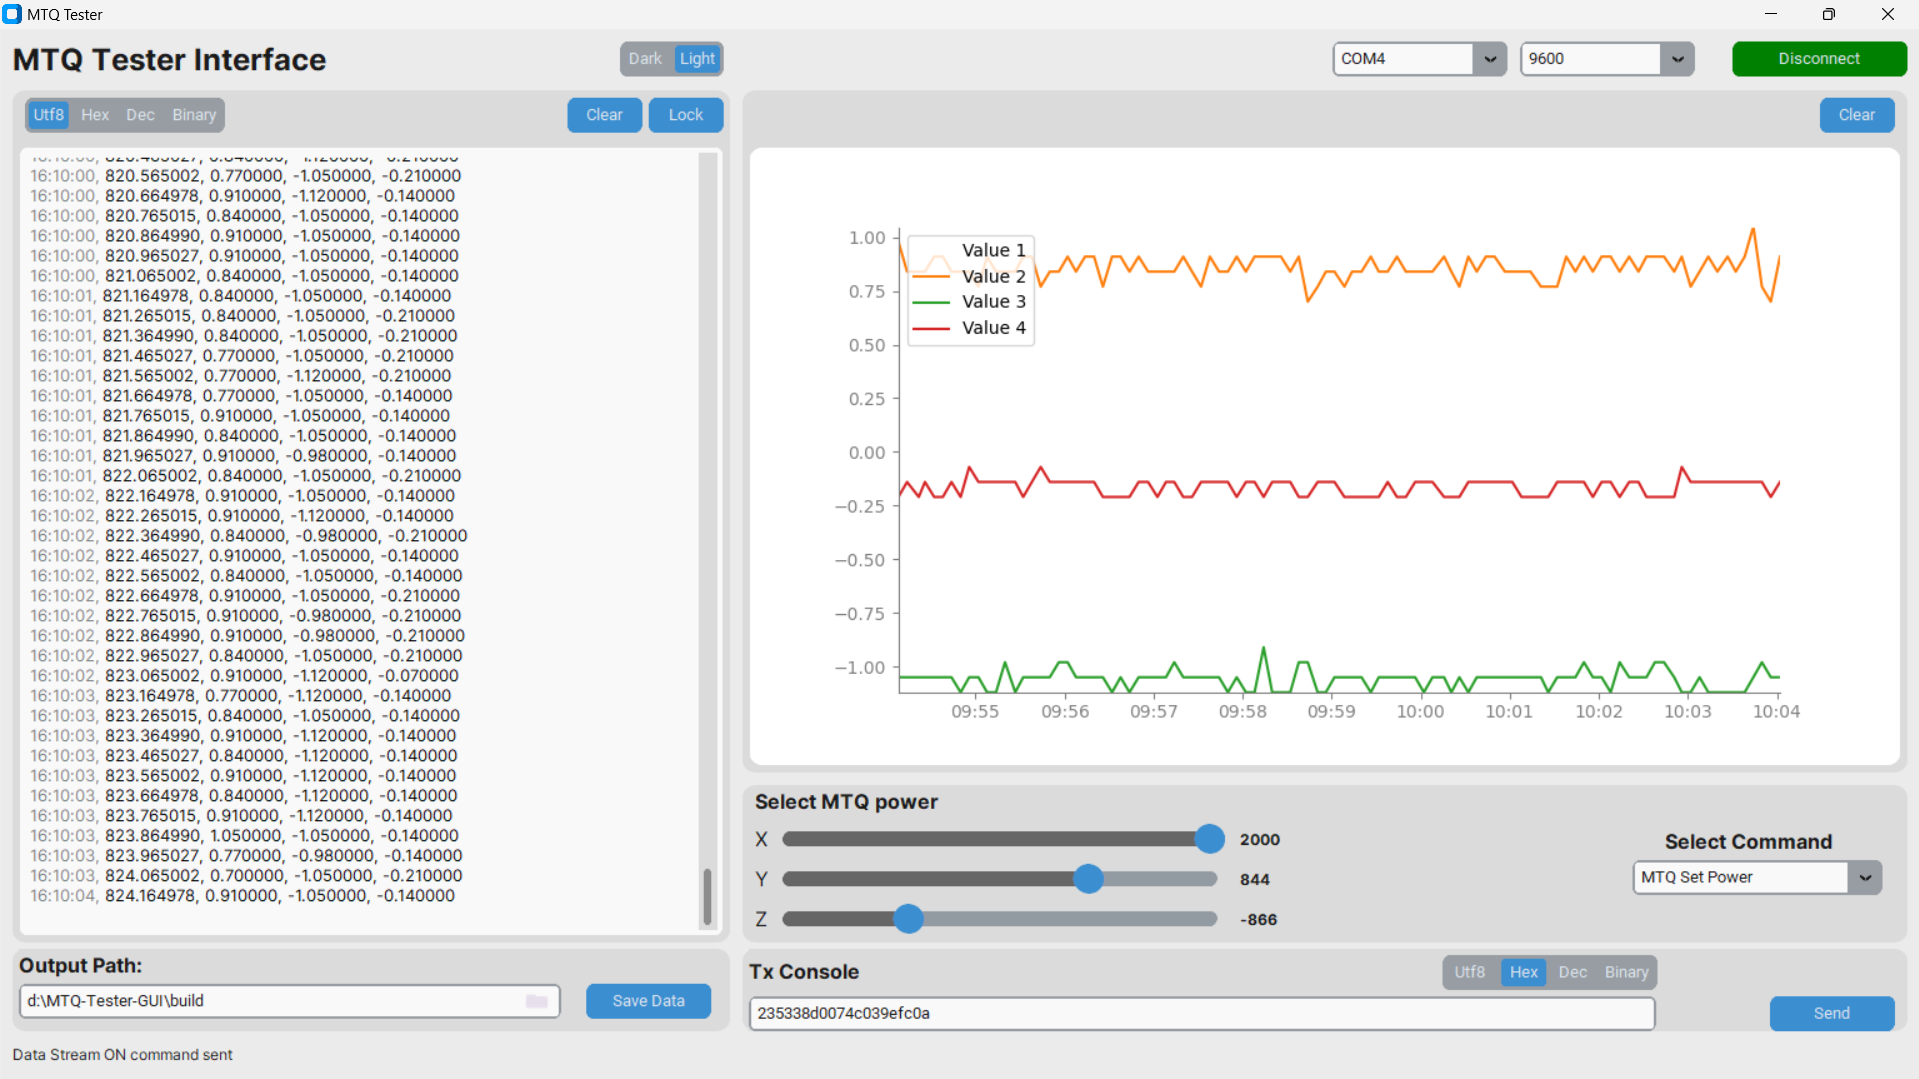 MTQ Tester
MTQ Tester Interface
Dark Light
COM4
9600
Disconnect
Utf8 Hex Dec Binary
Clear
Lock
16:10:00, 820.565002, 0.770000, -1.050000, -0.210000
16:10:00, 820.664978, 0.910000, -1.120000, -0.140000
16:10:00, 820.765015, 0.840000, -1.050000, -0.140000
16:10:00, 820.864990, 0.910000, -1.050000, -0.140000
16:10:00, 820.965027, 0.910000, -1.050000, -0.140000
16:10:00, 821.065002, 0.840000, -1.050000, -0.140000
16:10:01, 821.164978, 0.840000, -1.050000, -0.140000
16:10:01, 821.265015, 0.840000, -1.050000, -0.210000
16:10:01, 821.364990, 0.840000, -1.050000, -0.210000
16:10:01, 821.465027, 0.770000, -1.050000, -0.210000
16:10:01, 821.565002, 0.770000, -1.120000, -0.210000
16:10:01, 821.664978, 0.770000, -1.050000, -0.140000
16:10:01, 821.765015, 0.910000, -1.050000, -0.140000
16:10:01, 821.864990, 0.840000, -1.050000, -0.140000
16:10:01, 821.965027, 0.910000, -0.980000, -0.140000
16:10:01, 822.065002, 0.840000, -1.050000, -0.210000
16:10:02, 822.164978, 0.910000, -1.050000, -0.140000
16:10:02, 822.265015, 0.910000, -1.120000, -0.140000
16:10:02, 822.364990, 0.840000, -0.980000, -0.210000
16:10:02, 822.465027, 0.910000, -1.050000, -0.140000
16:10:02, 822.565002, 0.840000, -1.050000, -0.140000
16:10:02, 822.664978, 0.910000, -1.050000, -0.210000
16:10:02, 822.765015, 0.910000, -0.980000, -0.210000
16:10:02, 822.864990, 0.910000, -0.980000, -0.210000
16:10:02, 822.965027, 0.840000, -1.050000, -0.210000
16:10:02, 823.065002, 0.910000, -1.120000, -0.070000
16:10:03, 823.164978, 0.770000, -1.120000, -0.140000
16:10:03, 823.265015, 0.840000, -1.050000, -0.140000
16:10:03, 823.364990, 0.910000, -1.120000, -0.140000
16:10:03, 823.465027, 0.840000, -1.120000, -0.140000
16:10:03, 823.565002, 0.910000, -1.120000, -0.140000
16:10:03, 823.664978, 0.840000, -1.120000, -0.140000
16:10:03, 823.765015, 0.910000, -1.120000, -0.140000
16:10:03, 823.864990, 1.050000, -1.050000, -0.140000
16:10:03, 823.965027, 0.770000, -0.980000, -0.140000
16:10:03, 824.065002, 0.700000, -1.050000, -0.210000
16:10:04, 824.164978, 0.910000, -1.050000, -0.140000
Clear
1.00
0.75
0.50
0.25
0.00
−0.25
−0.50
−0.75
−1.00
Value 1
Value 2
Value 3
Value 4
09:55 09:56 09:57 09:58 09:59 10:00 10:01 10:02 10:03 10:04
Select MTQ power
X 2000
Y 844
Z -866
Select Command
MTQ Set Power
Output Path:
d:\MTQ-Tester-GUI\build
Save Data
Tx Console
Utf8 Hex Dec Binary
235338d0074c039efc0a
Send
Data Stream ON command sent